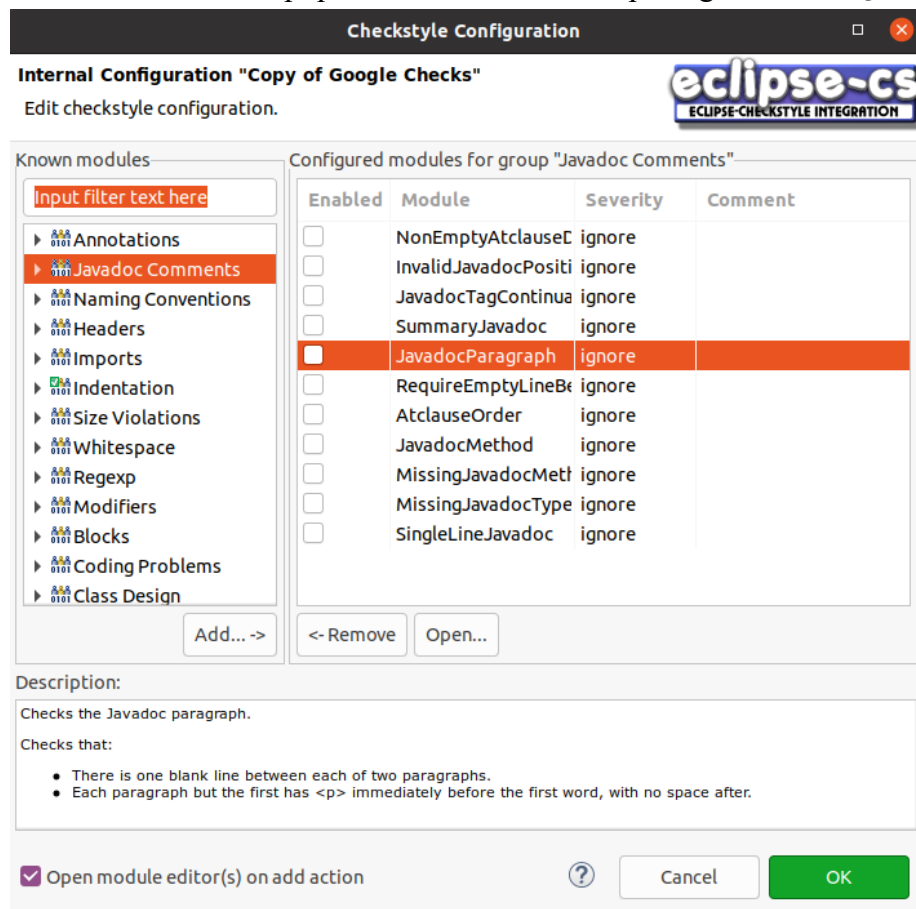 Checkstyle Configuration
Internal Configuration "Copy of Google Checks"
Edit checkstyle configuration.
eclipse-cs
ECLIPSE-CHECKSTYLE INTEGRATION
Known modules
Input filter text here
Annotations
Javadoc Comments
Naming Conventions
Headers
Imports
Indentation
Size Violations
Whitespace
Regexp
Modifiers
Blocks
Coding Problems
Class Design
Add... ->
Configured modules for group "Javadoc Comments"
Enabled Module Severity Comment
NonEmptyAtclauseD ignore
InvalidJavadocPositi ignore
JavadocTagContinua ignore
SummaryJavadoc ignore
JavadocParagraph ignore
RequireEmptyLineBe ignore
AtclauseOrder ignore
JavadocMethod ignore
MissingJavadocMeth ignore
MissingJavadocType ignore
SingleLineJavadoc ignore
<- Remove Open...
Description:
Checks the Javadoc paragraph.
Checks that:
• There is one blank line between each of two paragraphs.
• Each paragraph but the first has <p> immediately before the first word, with no space after.
Open module editor(s) on add action
? Cancel OK